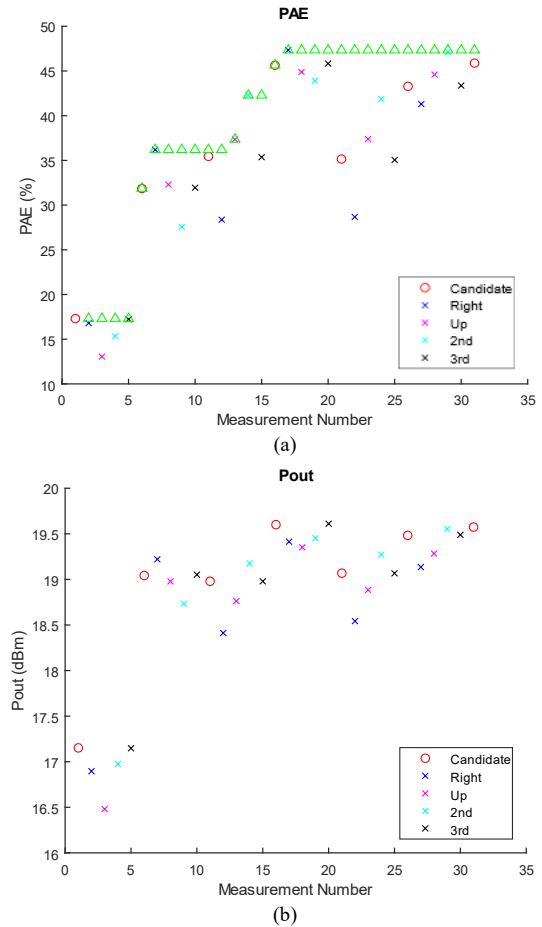 PAE
50
45
40
35
30
25
20
15
10
PAE (%)
0 5 10 15 20 25 30 35
Measurement Number
Candidate
Right
Up
2nd
3rd
(a)
Pout
20
19.5
19
18.5
18
17.5
17
16.5
16
Pout (dBm)
0 5 10 15 20 25 30 35
Measurement Number
Candidate
Right
Up
2nd
3rd
(b)